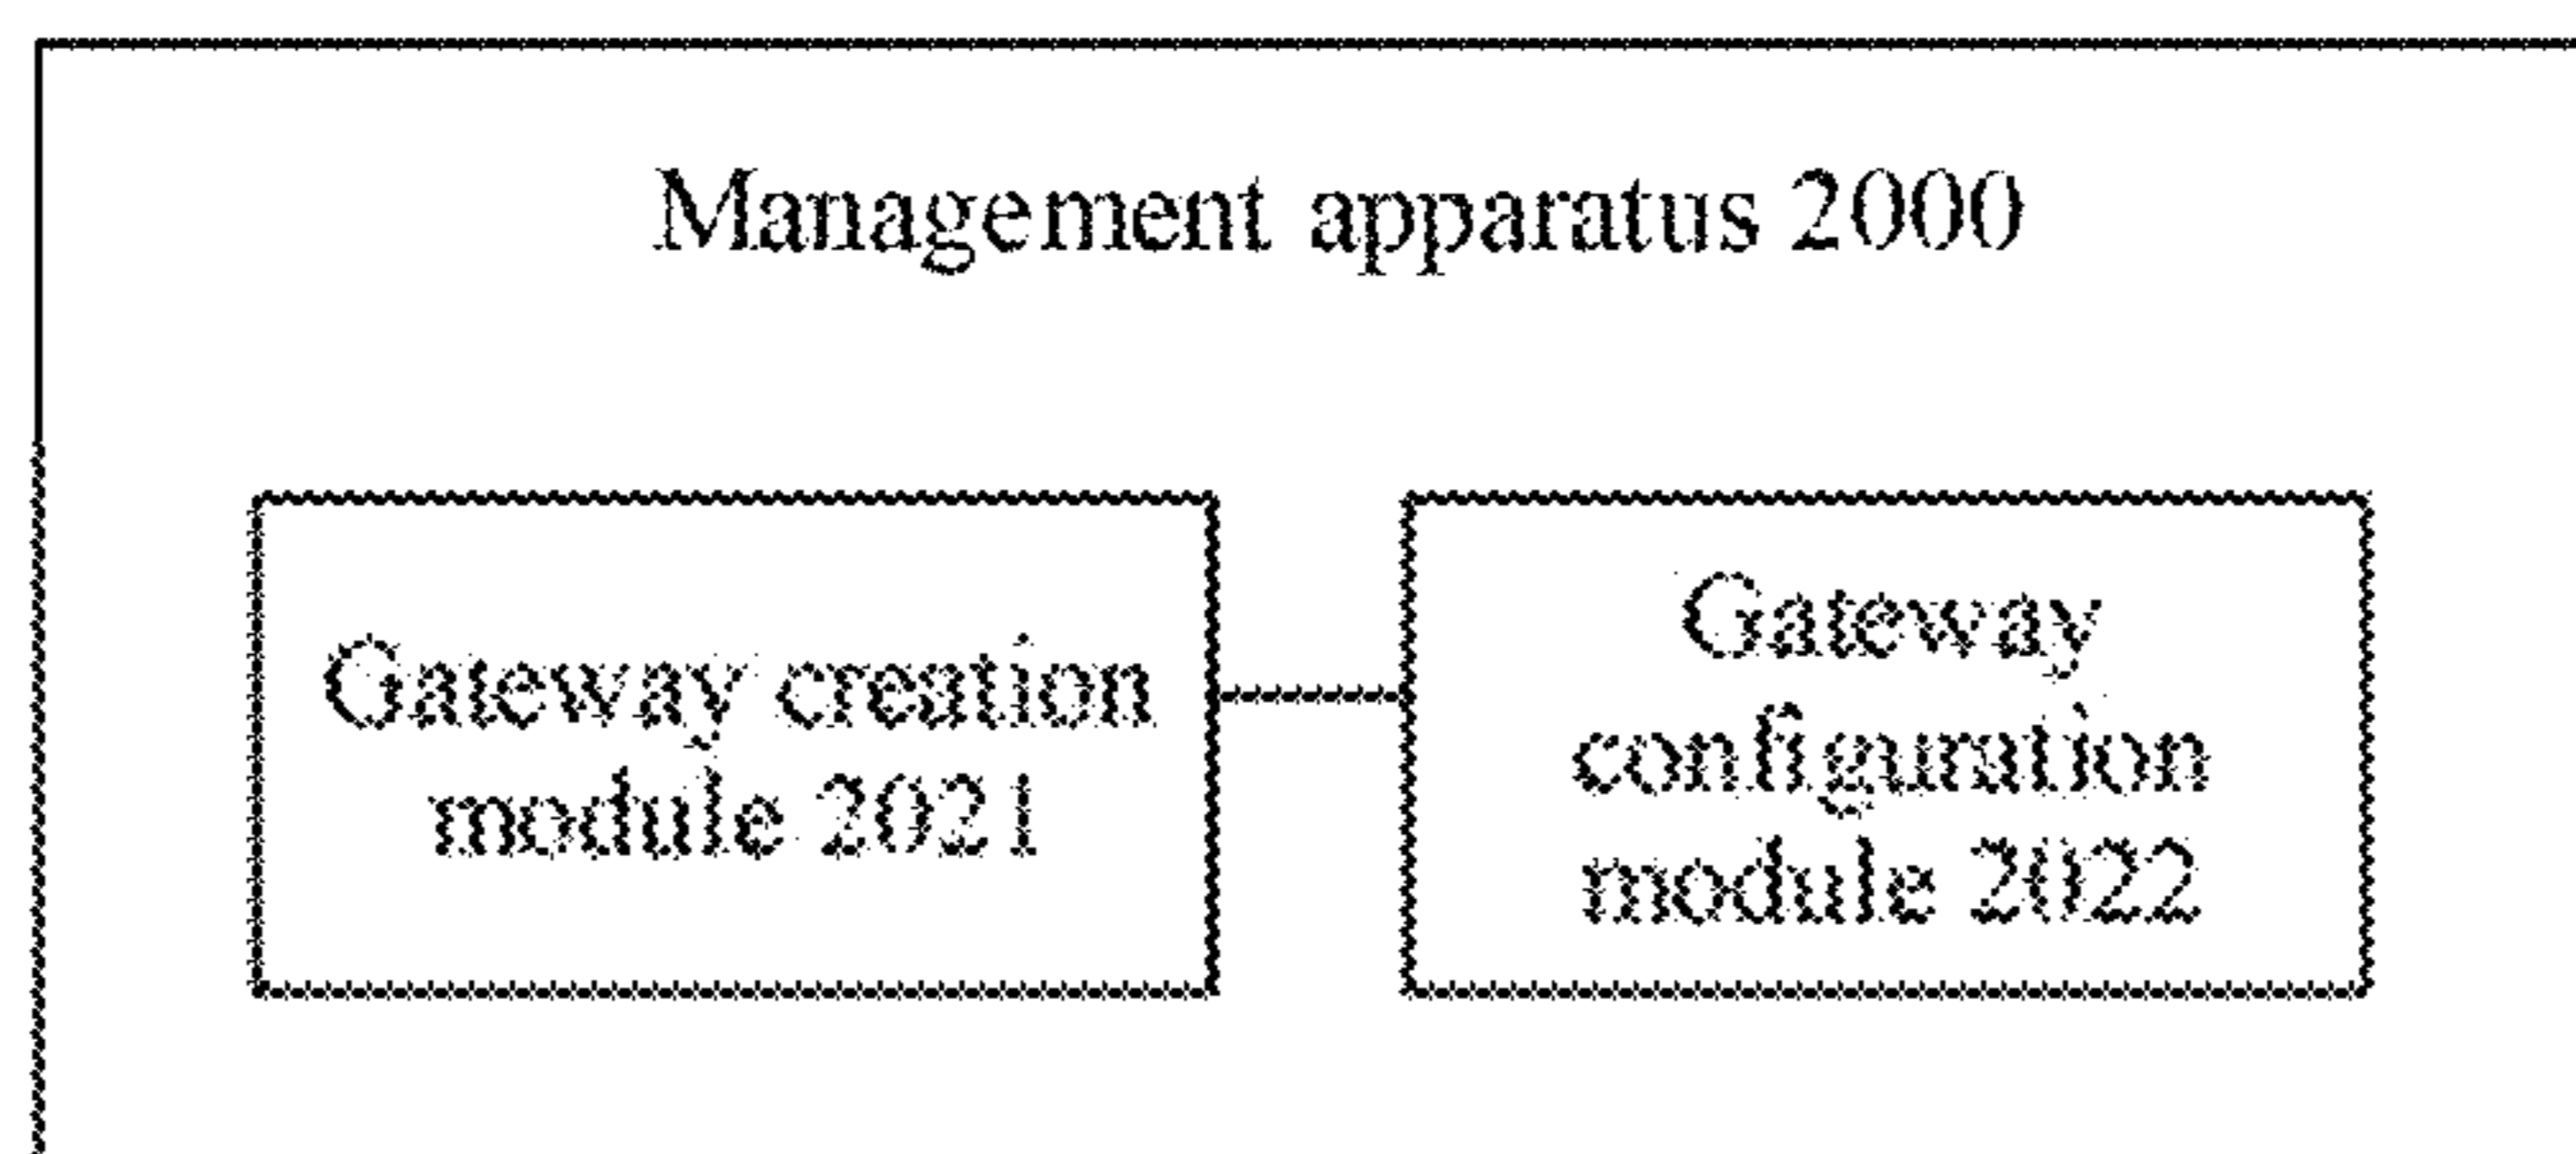 Management apparatus 2000
Gateway creation
module 2021
Gateway
configuration
module 2022